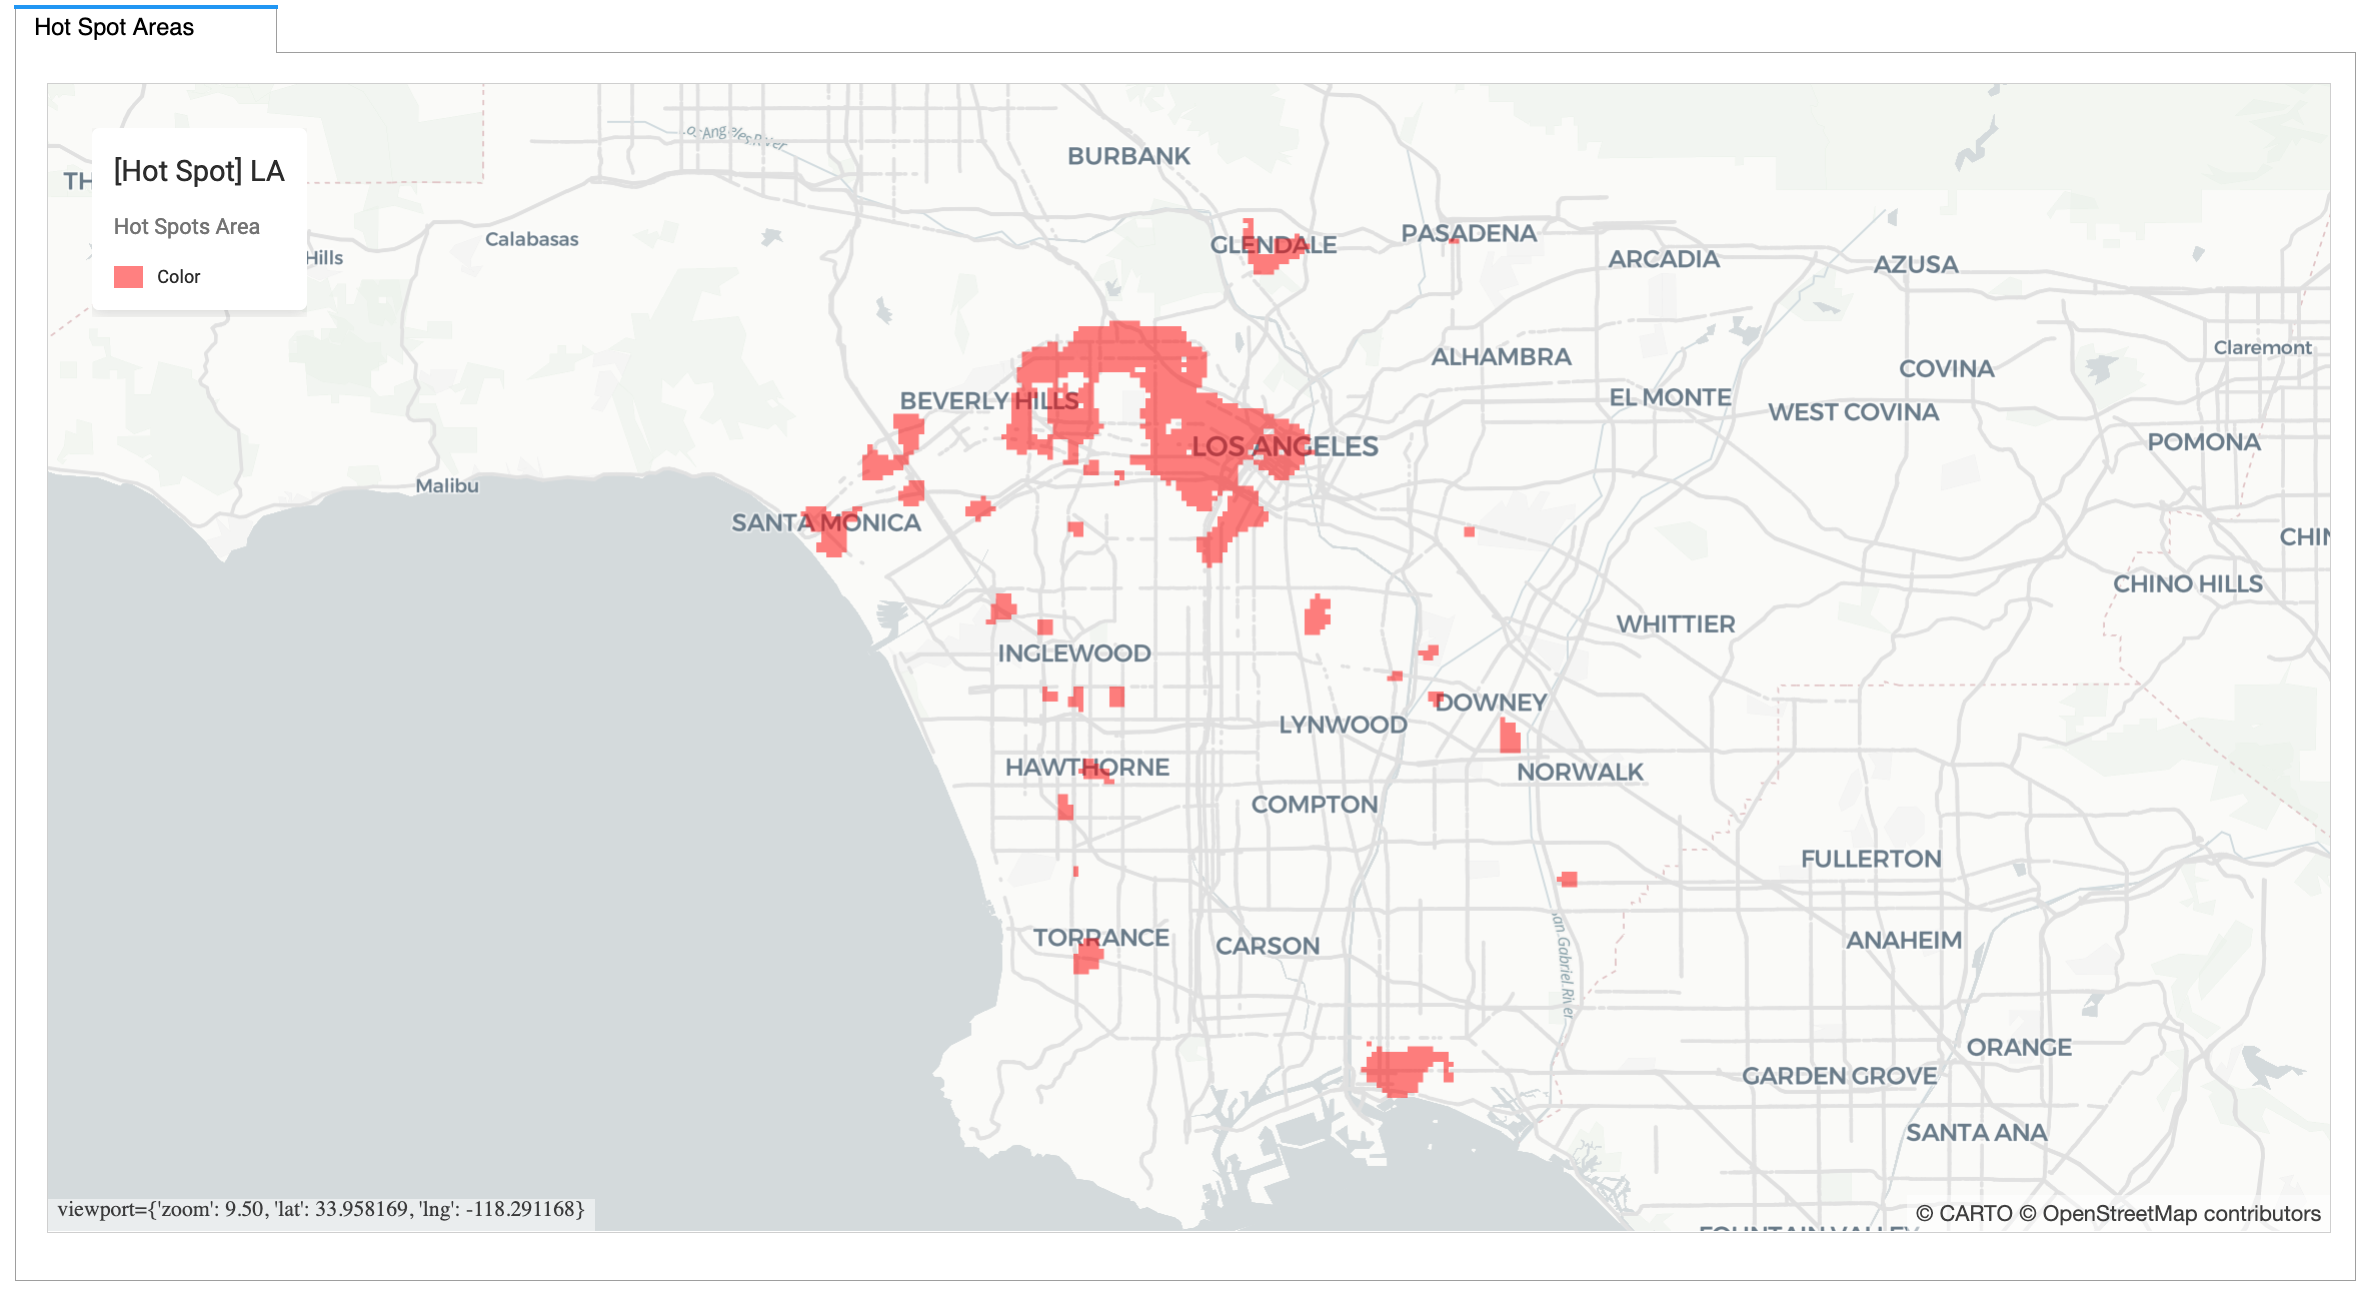 Hot Spot Areas
[Hot Spot] LA
Hot Spots Area
Color
TH
Hills
Calabasas
Los Angeles River
BURBANK
GLENDALE
PASADENA
ARCADIA
AZUSA
Claremont
ALHAMBRA
COVINA
BEVERLY HILLS
EL MONTE
WEST COVINA
LOS ANGELES
POMONA
Malibu
SANTA MONICA
CHIN
CHINO HILLS
WHITTIER
INGLEWOOD
DOWNEY
LYNWOOD
HAWTHORNE
NORWALK
COMPTON
FULLERTON
TORRANCE
CARSON
ANAHEIM
San Gabriel River
ORANGE
GARDEN GROVE
SANTA ANA
FOUNTAIN VALLEY
viewport={'zoom': 9.50, 'lat': 33.958169, 'lng': -118.291168}
© CARTO © OpenStreetMap contributors